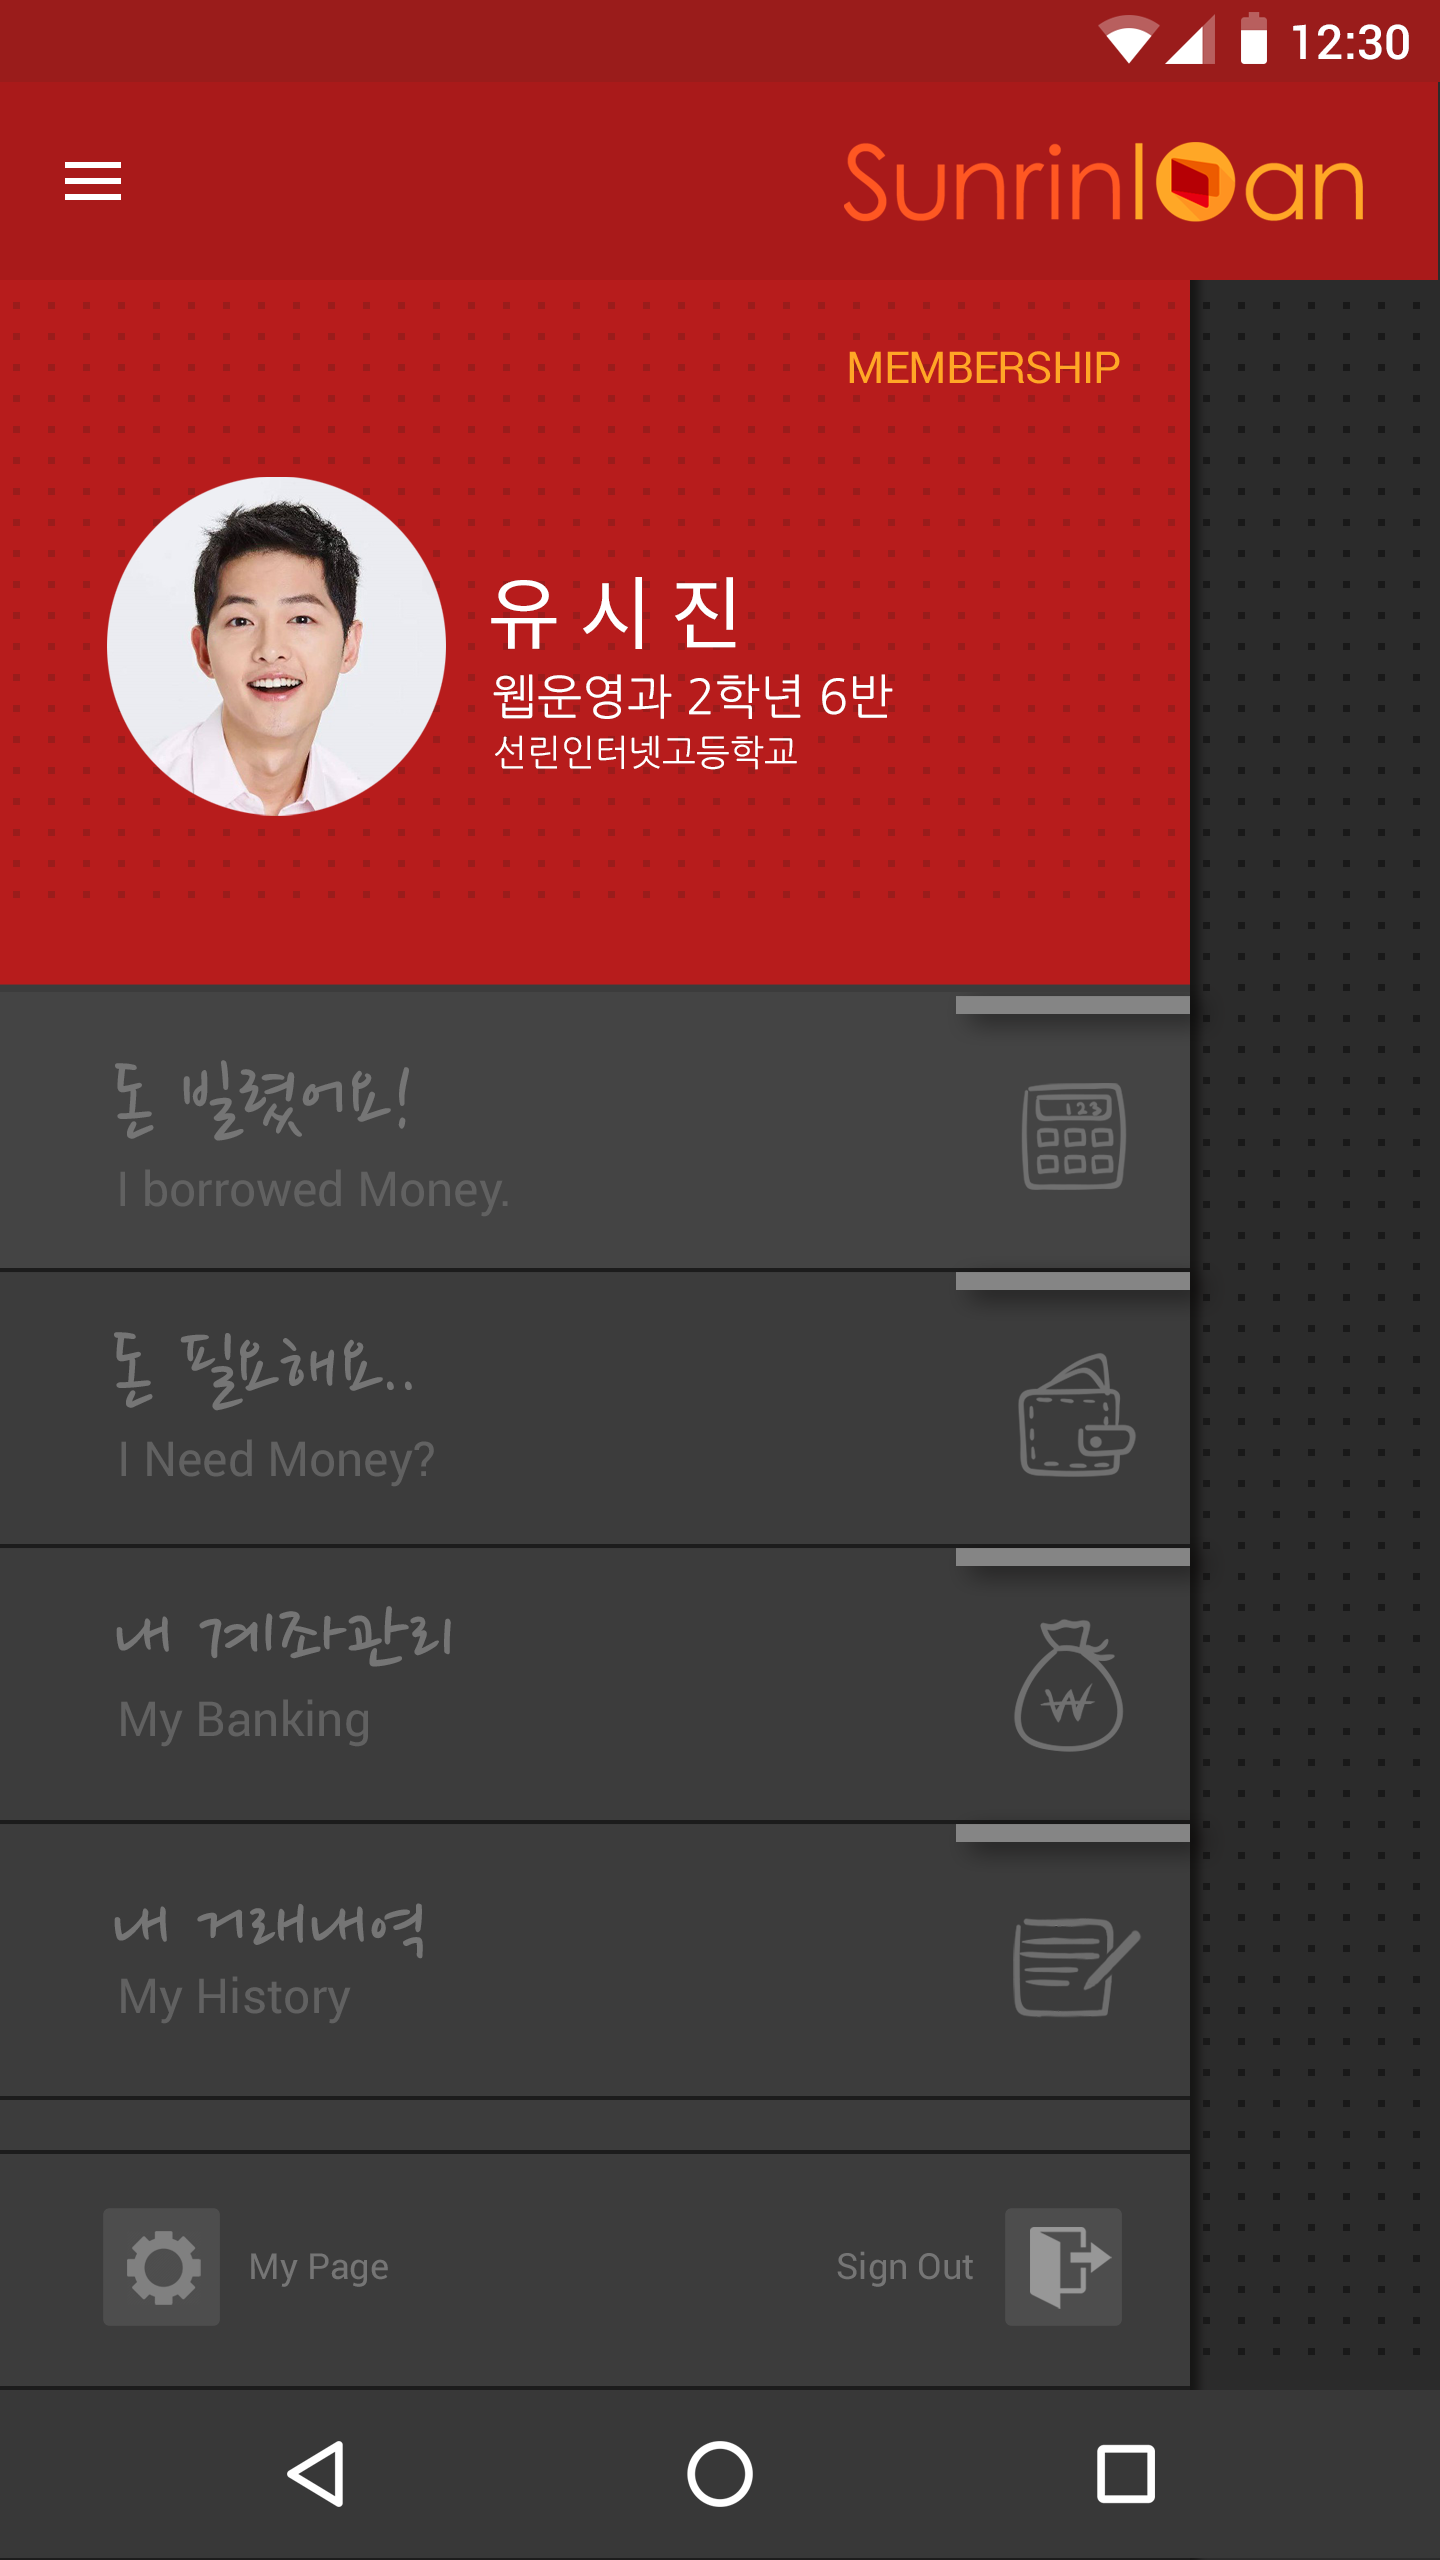 12:30
Sunrinloan
MEMBERSHIP
유시진
웹운영과 2학년 6반
선린인터넷고등학교
돈 빌렸어요!
I borrowed Money.
123
돈 필요해요..
I Need Money?
내 계좌관리
My Banking
₩
내 거래내역
My History
My Page
Sign Out